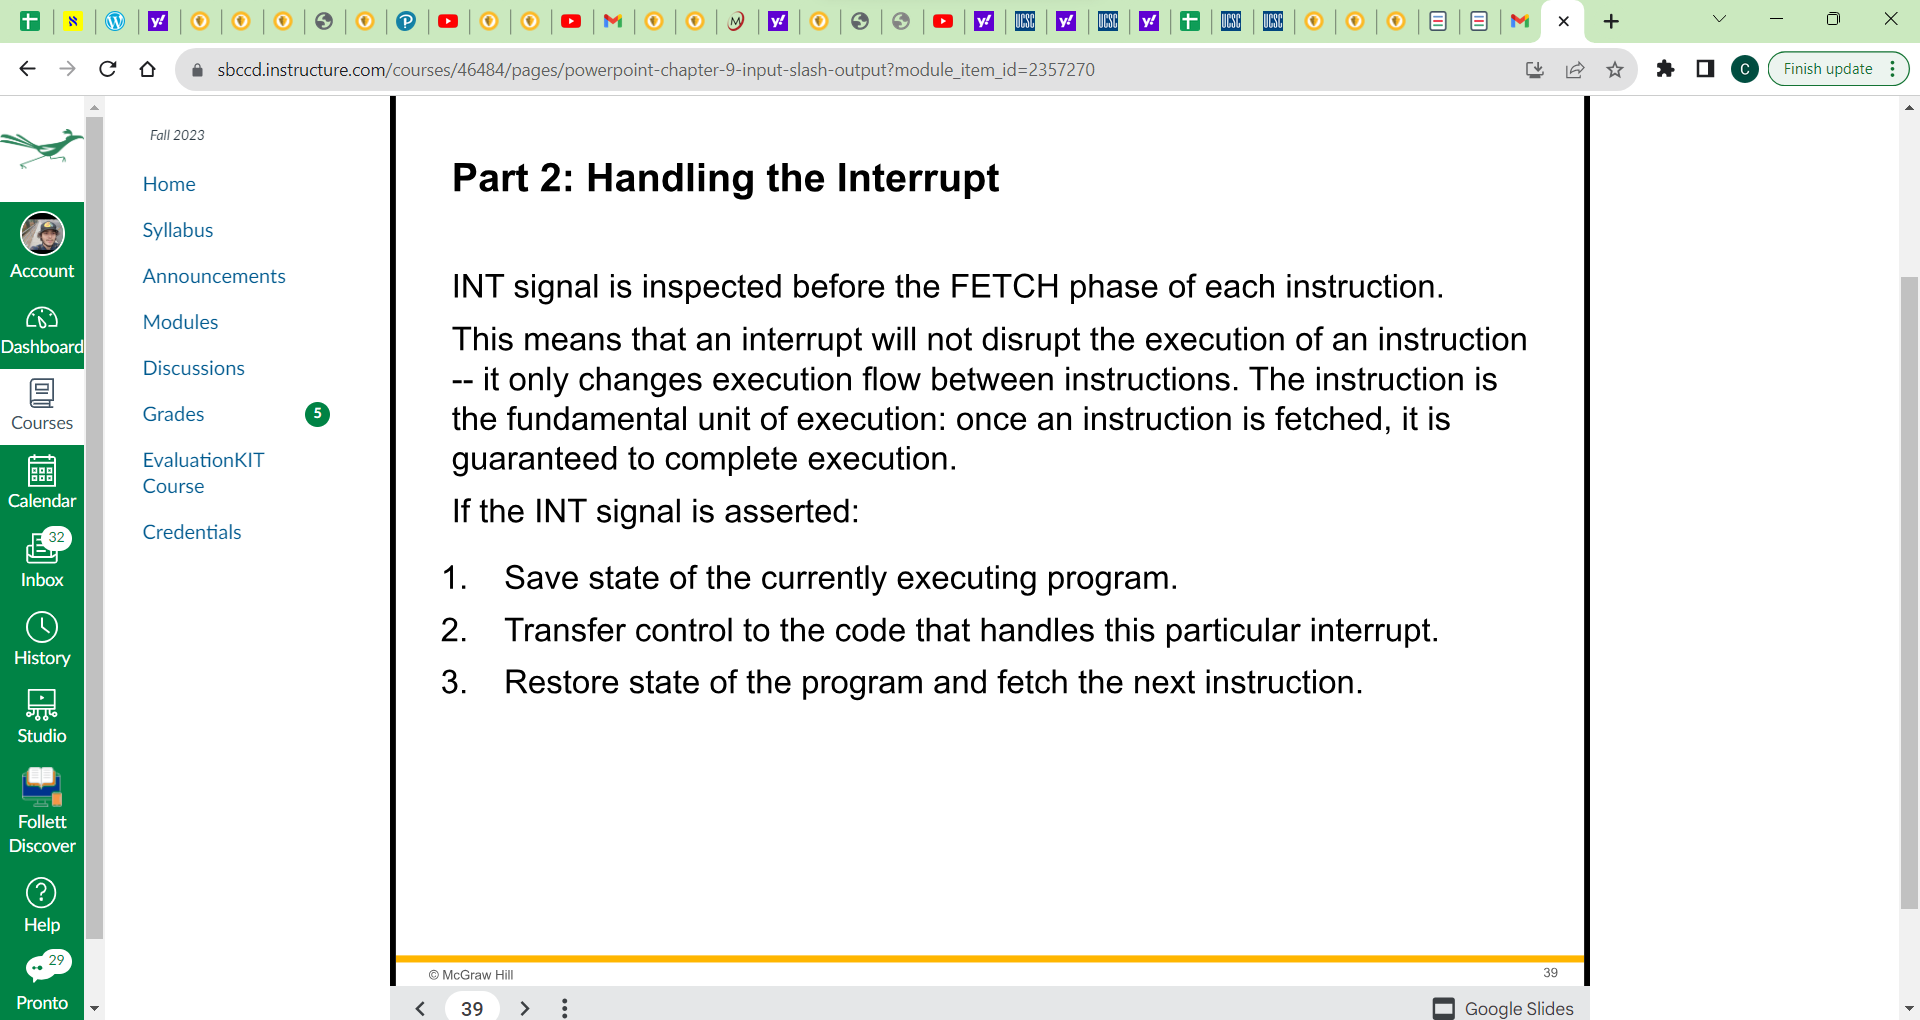 y!
y!
y!
UCSC
y!
UCSC
y!
UCSC
UCSC
sbccd.instructure.com/courses/46484/pages/powerpoint-chapter-9-input-slash-output?module_item_id=2357270
C
Finish update
Account
Dashboard
Courses
Calendar
32
Inbox
History
Studio
Follett
Discover
Help
29
Pronto
Fall 2023
Home
Syllabus
Announcements
Modules
Discussions
Grades
5
EvaluationKIT
Course
Credentials
Part 2: Handling the Interrupt
INT signal is inspected before the FETCH phase of each instruction.
This means that an interrupt will not disrupt the execution of an instruction
-- it only changes execution flow between instructions. The instruction is
the fundamental unit of execution: once an instruction is fetched, it is
guaranteed to complete execution.
If the INT signal is asserted:
1. Save state of the currently executing program.
2. Transfer control to the code that handles this particular interrupt.
3. Restore state of the program and fetch the next instruction.
© McGraw Hill
39
39
Google Slides